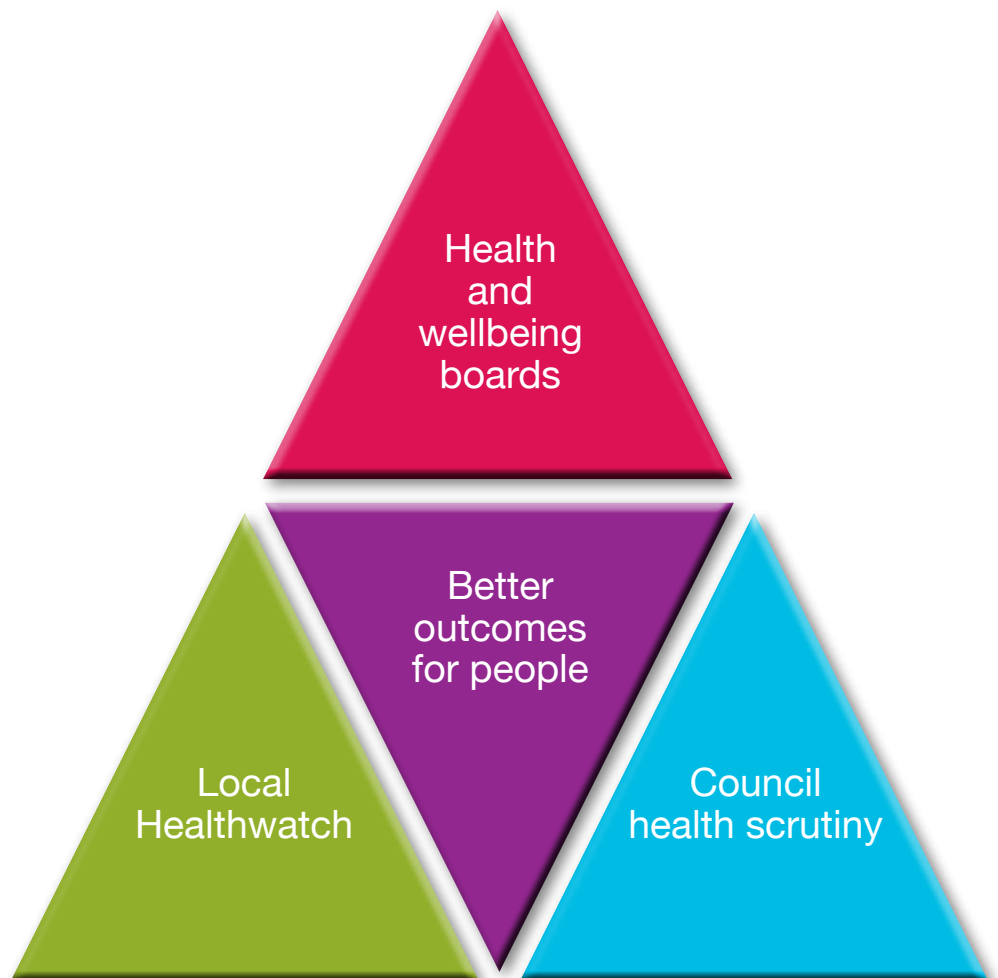 Health
and
wellbeing
boards
Better
outcomes
for people
Local
Healthwatch
Council
health scrutiny